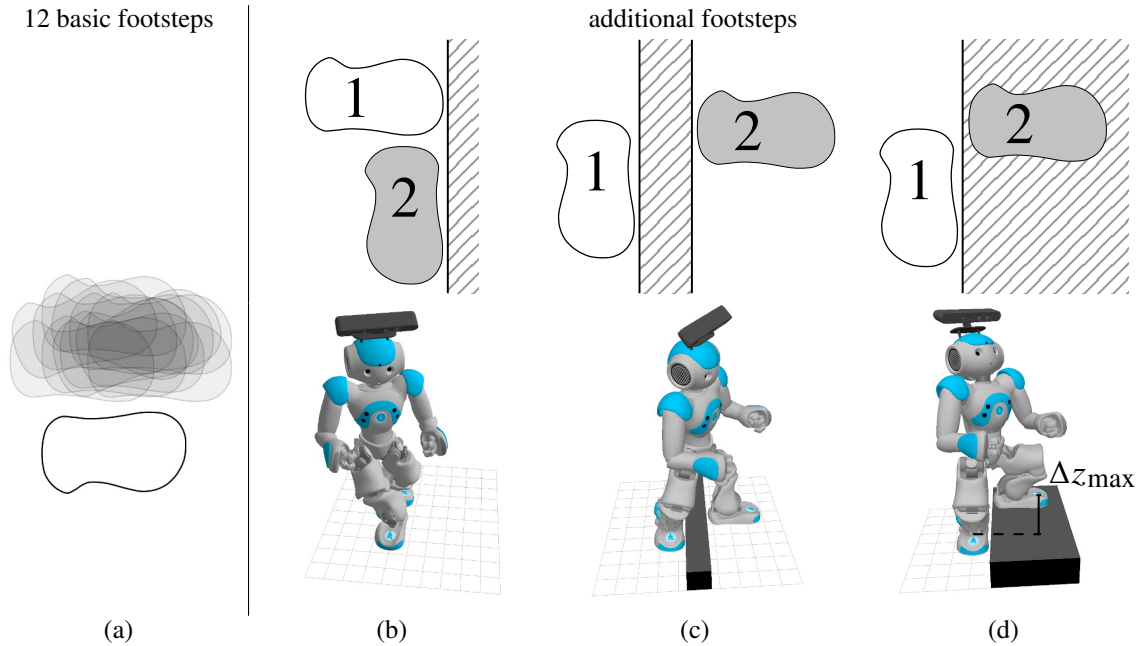 12 basic footsteps
additional footsteps
1
2
1
2
1
2
Δzmax
(a)
(b)
(c)
(d)